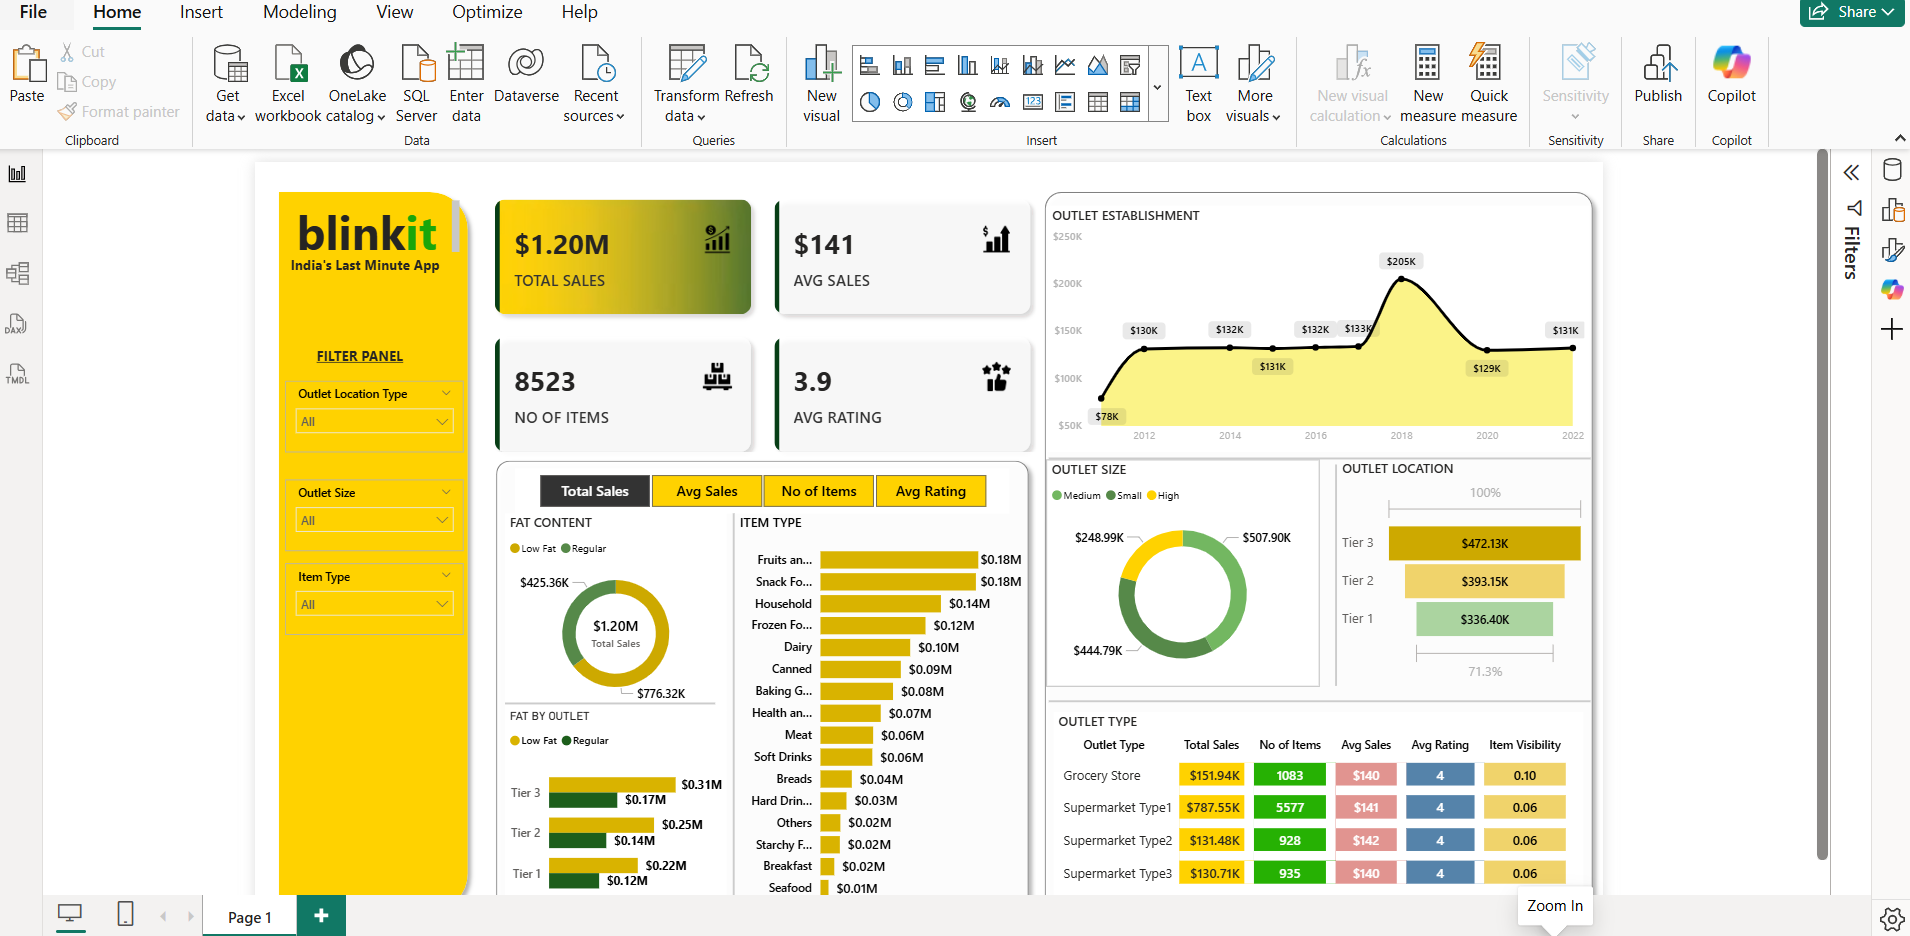 File Home Insert Modeling View Optimize Help
Share
Paste
Cut
Copy
Format painter
Clipboard
Get data
Excel workbook
OneLake catalog
SQL Server
Enter data
Dataverse
Recent sources
Data
Transform data
Refresh
Queries
New visual
Text box
More visuals
Insert
New visual calculation
New measure
Quick measure
Calculations
Sensitivity
Sensitivity
Publish
Share
Copilot
Copilot
DAX
TMDL
blinkit
India's Last Minute App
FILTER PANEL
Outlet Location Type
All
Outlet Size
All
Item Type
All
$1.20M
TOTAL SALES
$141
AVG SALES
8523
NO OF ITEMS
3.9
AVG RATING
Total Sales Avg Sales No of Items Avg Rating
FAT CONTENT
Low Fat Regular
$425.36K
$1.20M
Total Sales
$776.32K
FAT BY OUTLET
Low Fat Regular
Tier 3 $0.31M
$0.17M
Tier 2 $0.25M
$0.14M
Tier 1 $0.22M
$0.12M
ITEM TYPE
Fruits an... $0.18M
Snack Fo... $0.18M
Household $0.14M
Frozen Fo... $0.12M
Dairy $0.10M
Canned $0.09M
Baking G... $0.08M
Health an... $0.07M
Meat $0.06M
Soft Drinks $0.06M
Breads $0.04M
Hard Drin... $0.03M
Others $0.02M
Starchy F... $0.02M
Breakfast $0.02M
Seafood $0.01M
OUTLET ESTABLISHMENT
$250K
$200K
$150K
$100K
$50K
$78K
$130K
$132K
$131K
$132K
$133K
$205K
$129K
$131K
2012 2014 2016 2018 2020 2022
OUTLET SIZE
Medium Small High
$248.99K
$507.90K
$444.79K
OUTLET LOCATION
100%
Tier 3 $472.13K
Tier 2 $393.15K
Tier 1 $336.40K
71.3%
OUTLET TYPE
Outlet Type Total Sales No of Items Avg Sales Avg Rating Item Visibility
Grocery Store $151.94K 1083 $140 4 0.10
Supermarket Type1 $787.55K 5577 $141 4 0.06
Supermarket Type2 $131.48K 928 $142 4 0.06
Supermarket Type3 $130.71K 935 $140 4 0.06
Filters
Page 1
Zoom In